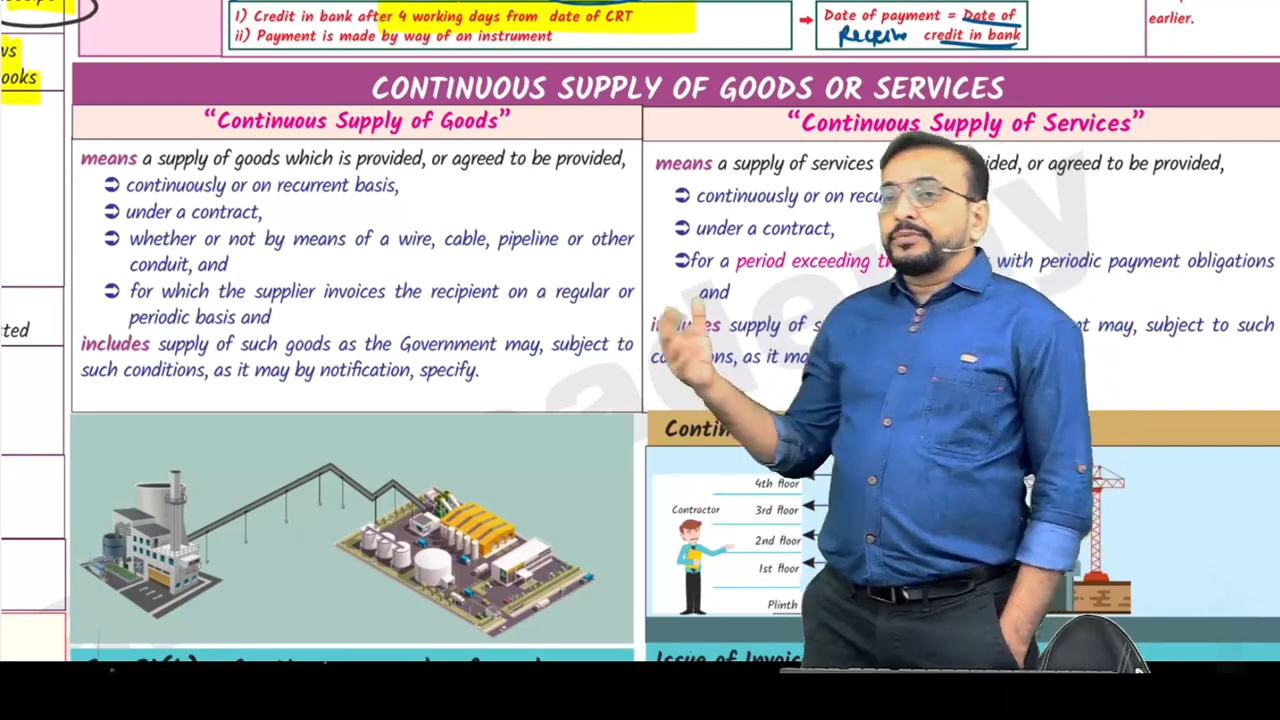 1) Credit in bank after 4 working days from date of CRT
ii) Payment is made by way of an instrument
Date of payment = Date of
Receive credit in bank
earlier.
ws
ooks
ted
CONTINUOUS SUPPLY OF GOODS OR SERVICES
"Continuous Supply of Goods"
means a supply of goods which is provided, or agreed to be provided,
continuously or on recurrent basis,
under a contract,
whether or not by means of a wire, cable, pipeline or other
conduit, and
for which the supplier invoices the recipient on a regular or
periodic basis and
includes supply of such goods as the Government may, subject to
such conditions, as it may by notification, specify.
"Continuous Supply of Services"
means a supply of services or agreed to be provided,
continuously or on
under a contract,
for a period exceeding with periodic payment obligations
and
supply of may, subject to such
as it
4th floor
Contractor
3rd floor
2nd floor
1st floor
Plinth
Issue of